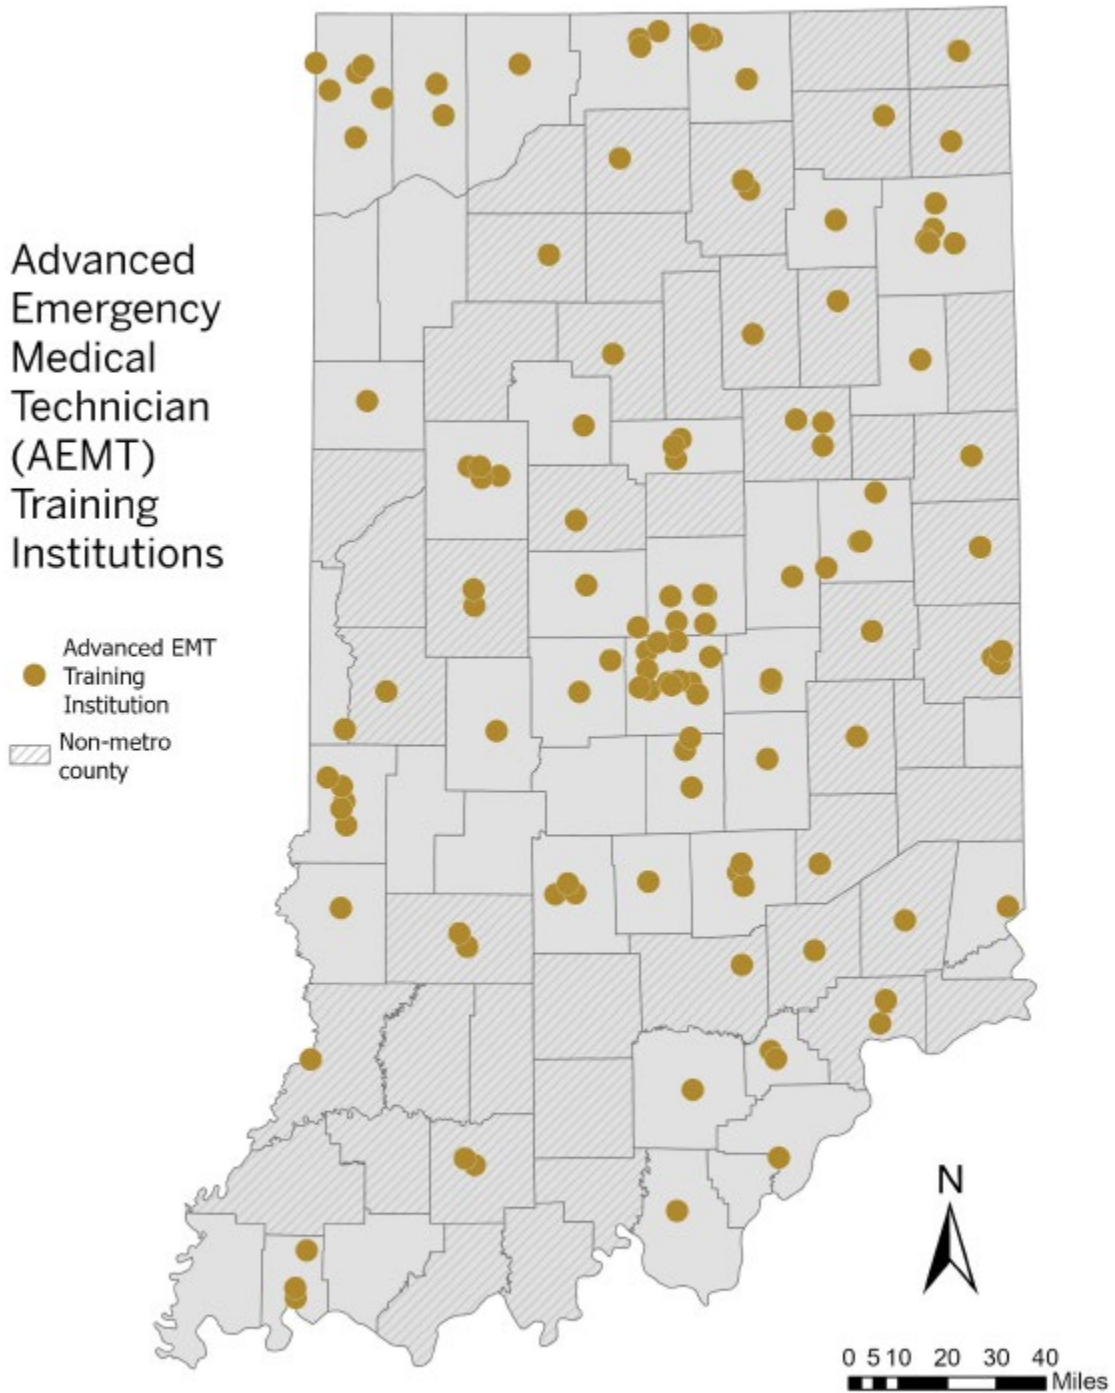 Advanced
Emergency
Medical
Technician
(AEMT)
Training
Institutions
Advanced EMT
Training
Institution
Non-metro
county
N
0 5 10 20 30 40
Miles